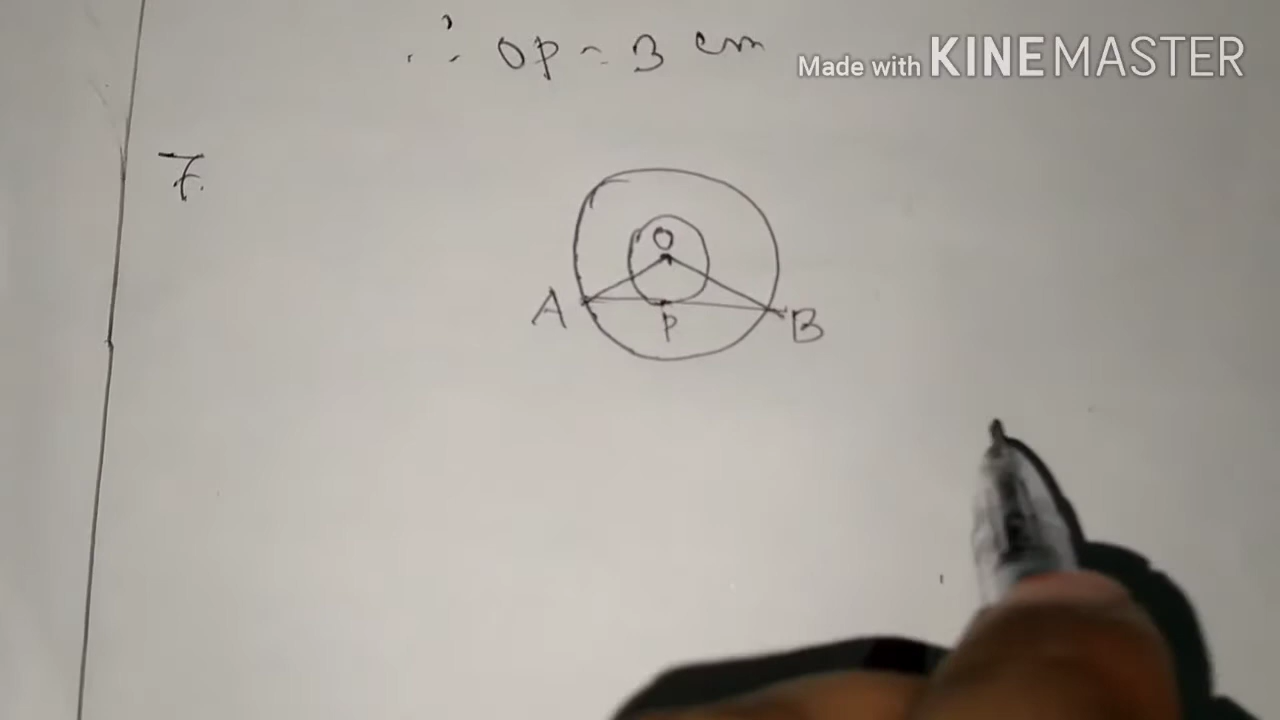 ∴ OP = 3 cm
Made with KINEMASTER
7.
O
A
P
B